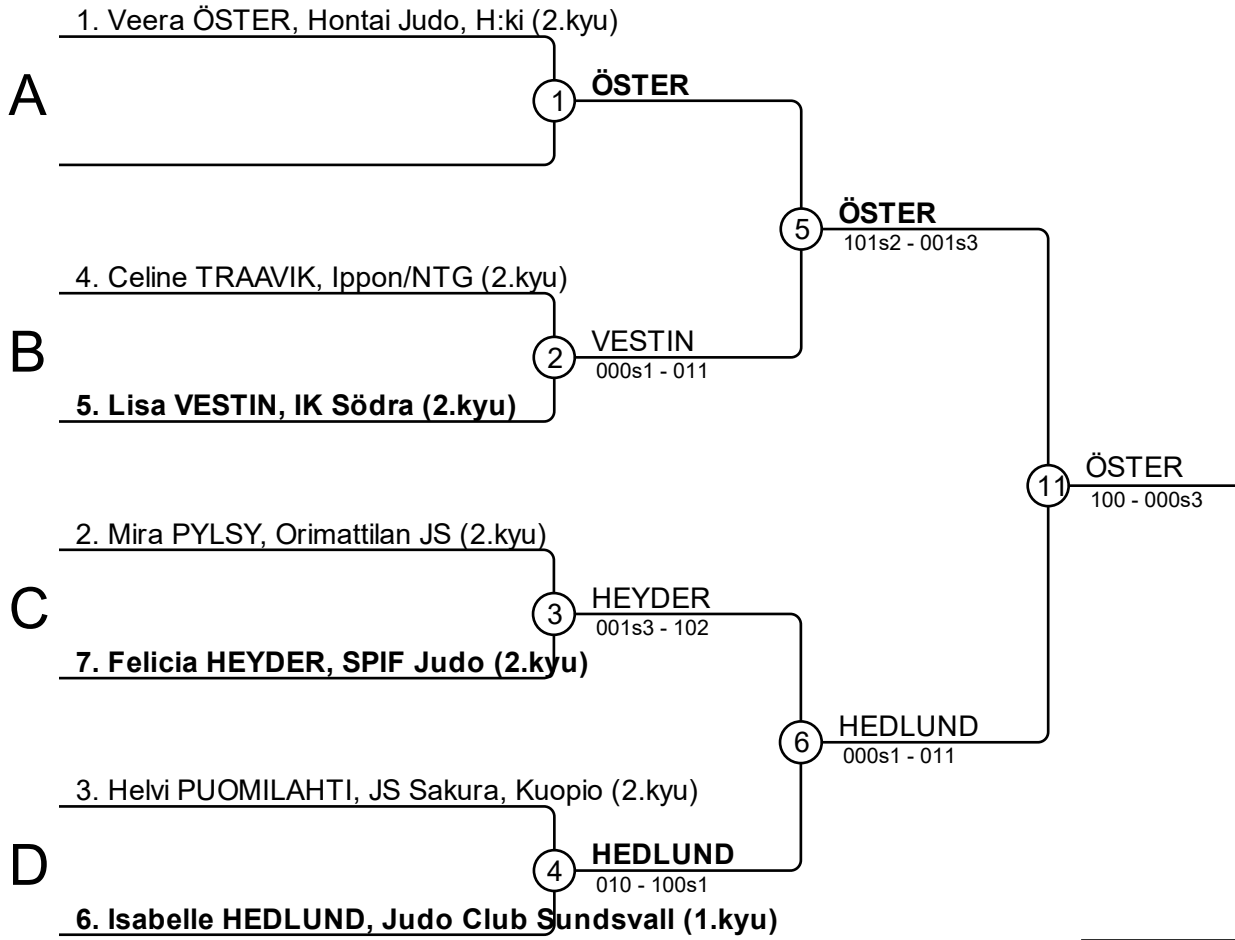 1. Veera ÖSTER, Hontai Judo, H:ki (2.kyu)
A
1
ÖSTER
5
ÖSTER
101s2 - 001s3
4. Celine TRAAVIK, Ippon/NTG (2.kyu)
B
2
VESTIN
000s1 - 011
5. Lisa VESTIN, IK Södra (2.kyu)
11
ÖSTER
100 - 000s3
2. Mira PYLSY, Orimattilan JS (2.kyu)
C
3
HEYDER
001s3 - 102
7. Felicia HEYDER, SPIF Judo (2.kyu)
6
HEDLUND
000s1 - 011
3. Helvi PUOMILAHTI, JS Sakura, Kuopio (2.kyu)
D
4
HEDLUND
010 - 100s1
6. Isabelle HEDLUND, Judo Club Sundsvall (1.kyu)